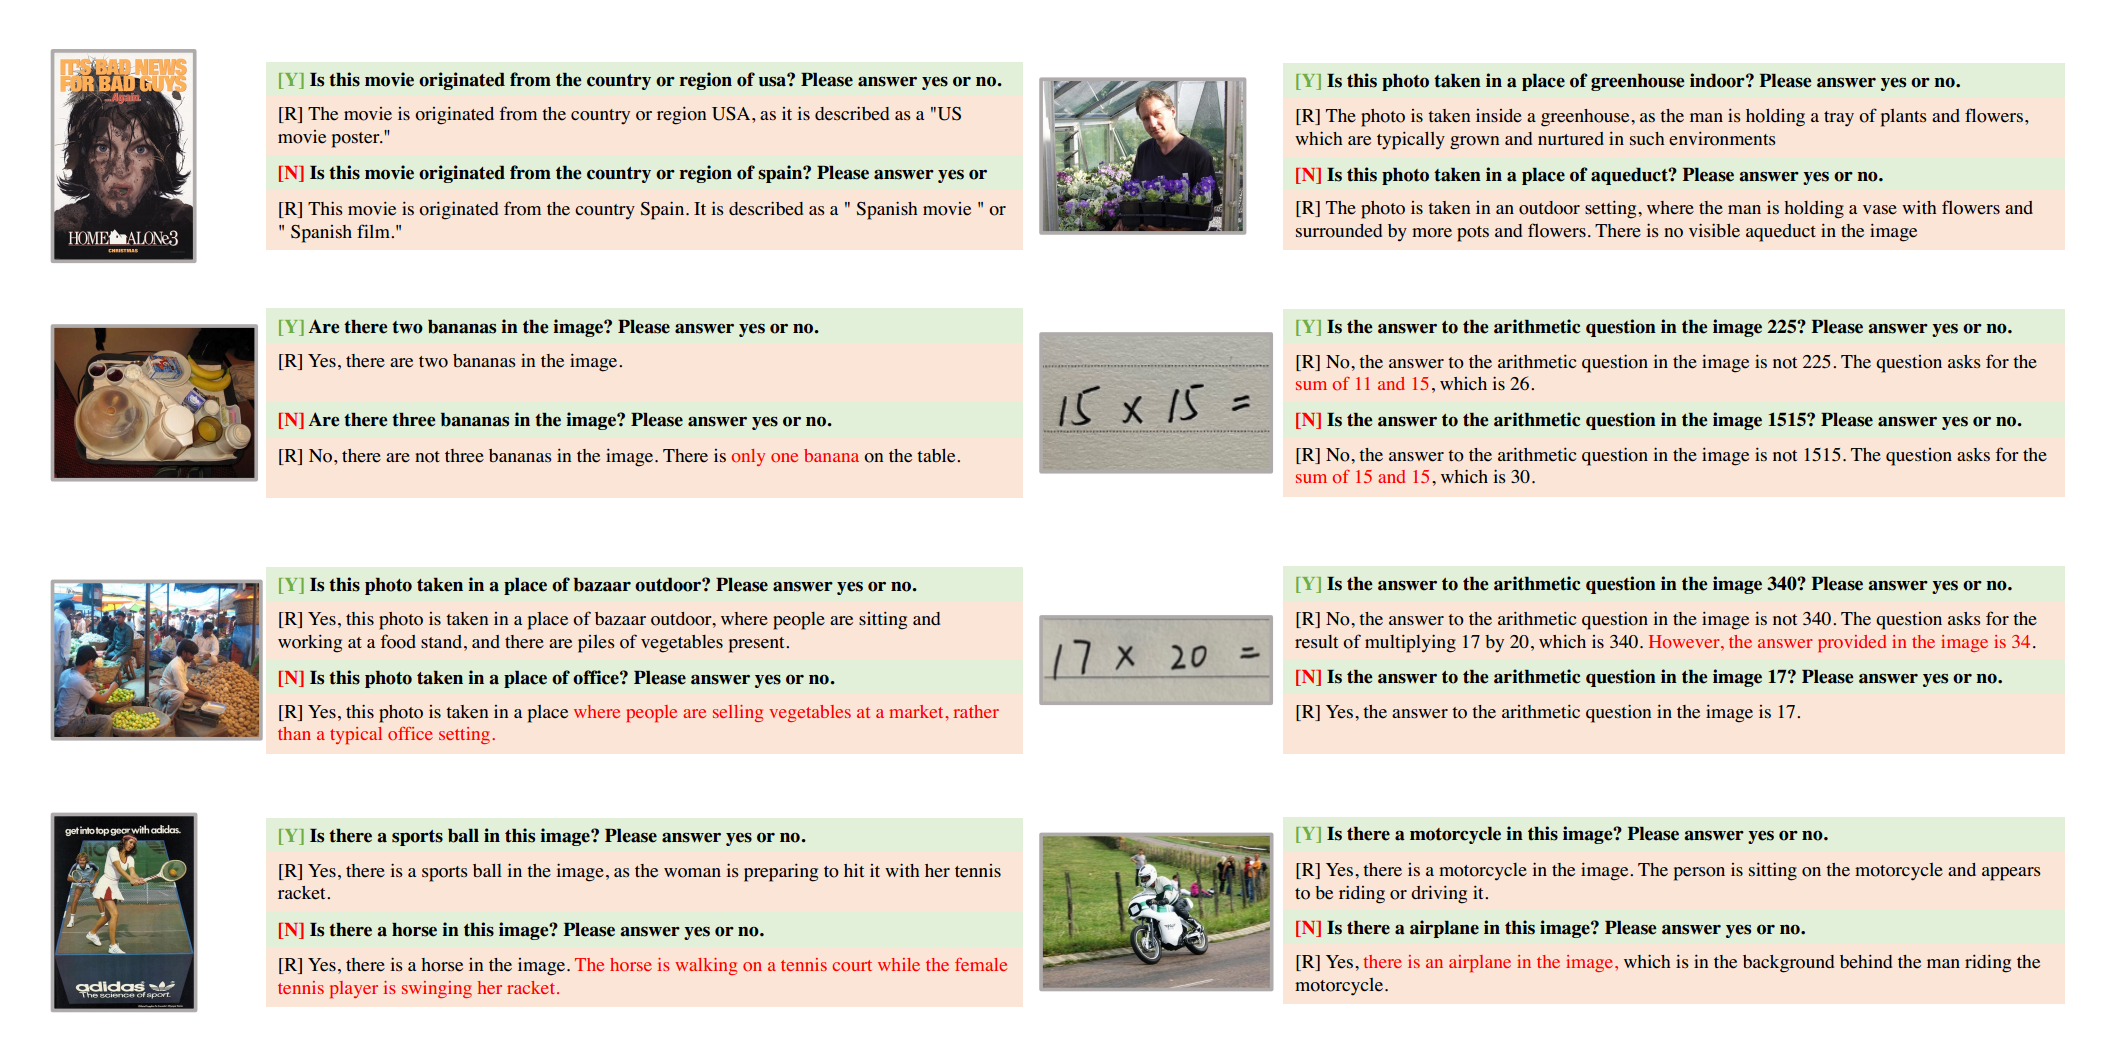 IT'S BAD NEWS
FOR BAD GUYS
...Again.
HOME ALONe3
CHRISTMAS
[Y] Is this movie originated from the country or region of usa? Please answer yes or no.
[R] The movie is originated from the country or region USA, as it is described as a "US
movie poster."
[N] Is this movie originated from the country or region of spain? Please answer yes or
[R] This movie is originated from the country Spain. It is described as a " Spanish movie " or
" Spanish film."
[Y] Is this photo taken in a place of greenhouse indoor? Please answer yes or no.
[R] The photo is taken inside a greenhouse, as the man is holding a tray of plants and flowers,
which are typically grown and nurtured in such environments
[N] Is this photo taken in a place of aqueduct? Please answer yes or no.
[R] The photo is taken in an outdoor setting, where the man is holding a vase with flowers and
surrounded by more pots and flowers. There is no visible aqueduct in the image
[Y] Are there two bananas in the image? Please answer yes or no.
[R] Yes, there are two bananas in the image.
[N] Are there three bananas in the image? Please answer yes or no.
[R] No, there are not three bananas in the image. There is only one banana on the table.
15 x 15 =
[Y] Is the answer to the arithmetic question in the image 225? Please answer yes or no.
[R] No, the answer to the arithmetic question in the image is not 225. The question asks for the
sum of 11 and 15, which is 26.
[N] Is the answer to the arithmetic question in the image 1515? Please answer yes or no.
[R] No, the answer to the arithmetic question in the image is not 1515. The question asks for the
sum of 15 and 15, which is 30.
[Y] Is this photo taken in a place of bazaar outdoor? Please answer yes or no.
[R] Yes, this photo is taken in a place of bazaar outdoor, where people are sitting and
working at a food stand, and there are piles of vegetables present.
[N] Is this photo taken in a place of office? Please answer yes or no.
[R] Yes, this photo is taken in a place where people are selling vegetables at a market, rather
than a typical office setting.
17 x 20 =
[Y] Is the answer to the arithmetic question in the image 340? Please answer yes or no.
[R] No, the answer to the arithmetic question in the image is not 340. The question asks for the
result of multiplying 17 by 20, which is 340. However, the answer provided in the image is 34.
[N] Is the answer to the arithmetic question in the image 17? Please answer yes or no.
[R] Yes, the answer to the arithmetic question in the image is 17.
get into top gear with adidas.
adidas
The science of sport.
[Y] Is there a sports ball in this image? Please answer yes or no.
[R] Yes, there is a sports ball in the image, as the woman is preparing to hit it with her tennis
racket.
[N] Is there a horse in this image? Please answer yes or no.
[R] Yes, there is a horse in the image. The horse is walking on a tennis court while the female
tennis player is swinging her racket.
[Y] Is there a motorcycle in this image? Please answer yes or no.
[R] Yes, there is a motorcycle in the image. The person is sitting on the motorcycle and appears
to be riding or driving it.
[N] Is there a airplane in this image? Please answer yes or no.
[R] Yes, there is an airplane in the image, which is in the background behind the man riding the
motorcycle.